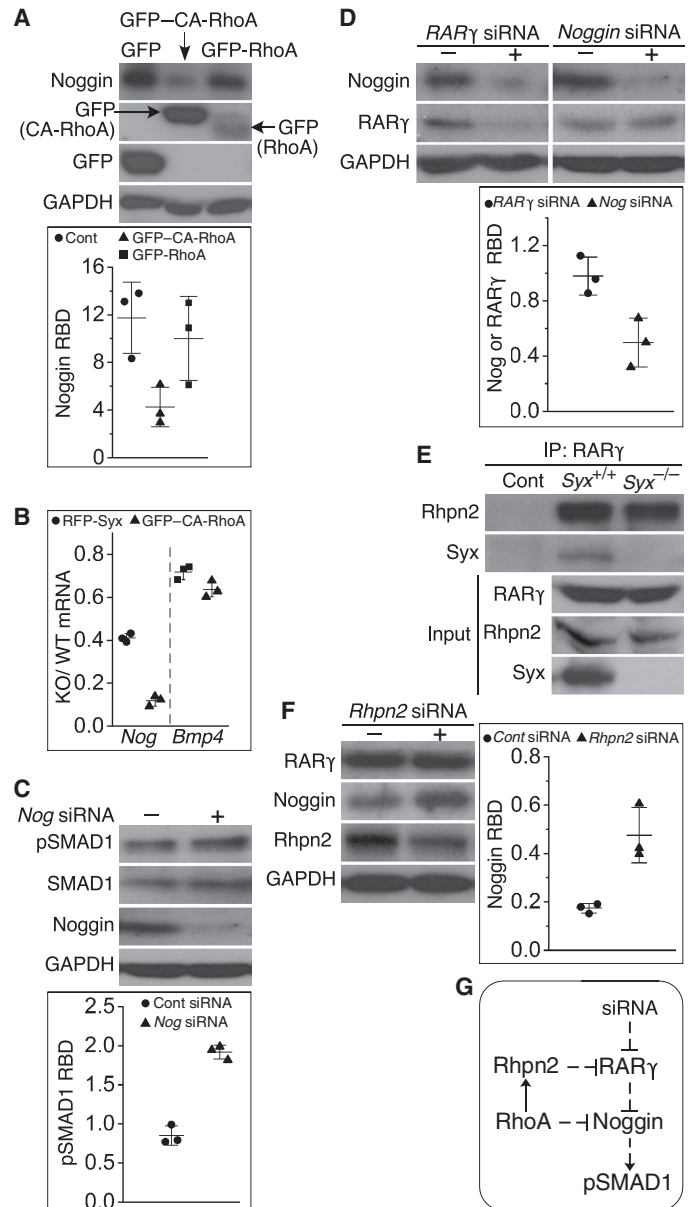 A
GFP–CA-RhoA
GFP GFP-RhoA
Noggin
GFP
(CA-RhoA)
GFP
(RhoA)
GFP
GAPDH
Cont GFP–CA-RhoA
GFP-RhoA
Noggin RBD
16
12
8
4
0
B
RFP-Syx GFP–CA-RhoA
KO/ WT mRNA
0.8
0.6
0.4
0.2
0.0
Nog Bmp4
C
Nog siRNA − +
pSMAD1
SMAD1
Noggin
GAPDH
Cont siRNA
Nog siRNA
pSMAD1 RBD
2.5
2.0
1.5
1.0
0.5
0.0
D
RARγ siRNA Noggin siRNA
− + − +
Noggin
RARγ
GAPDH
RARγ siRNA Nog siRNA
Nog or RARγ RBD
1.2
0.8
0.4
0.0
E
IP: RARγ
Cont Syx+/+ Syx−/−
Rhpn2
Syx
Input
RARγ
Rhpn2
Syx
F
Rhpn2 siRNA
− +
RARγ
Noggin
Rhpn2
GAPDH
Cont siRNA Rhpn2 siRNA
Noggin RBD
0.8
0.6
0.4
0.2
0.0
G
siRNA
Rhpn2 RARγ
RhoA Noggin
pSMAD1